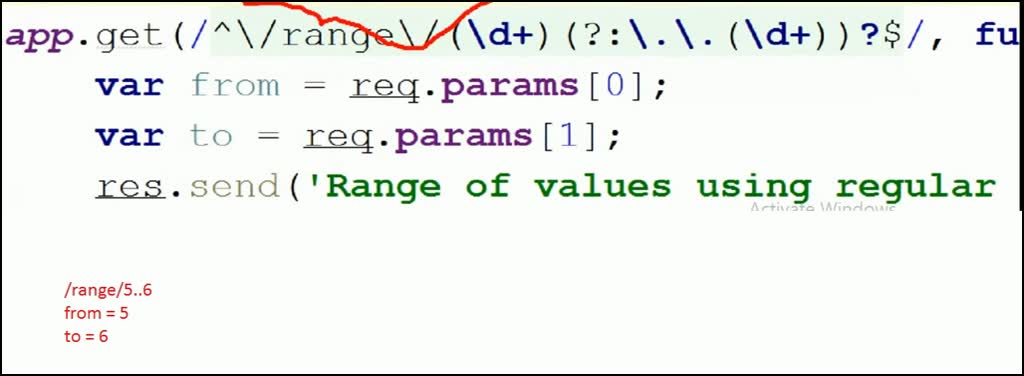 app.get(/^\/range\/(\d+)(?:\.\.(\d+))?$/, fu
var from = req.params[0];
var to = req.params[1];
res.send('Range of values using regular
Activate Windows
/range/5..6
from = 5
to = 6